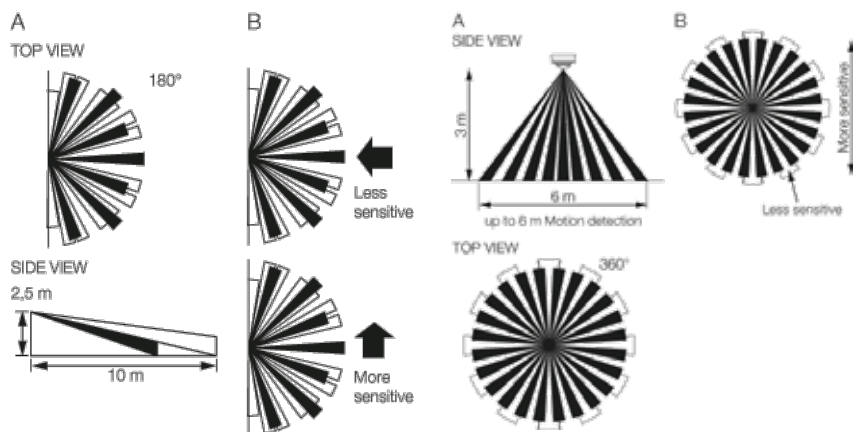 A
TOP VIEW
180°
SIDE VIEW
2,5 m
10 m
B
Less
sensitive
More
sensitive
A
SIDE VIEW
3 m
6 m
up to 6 m Motion detection
TOP VIEW
360°
B
More sensitive
Less sensitive